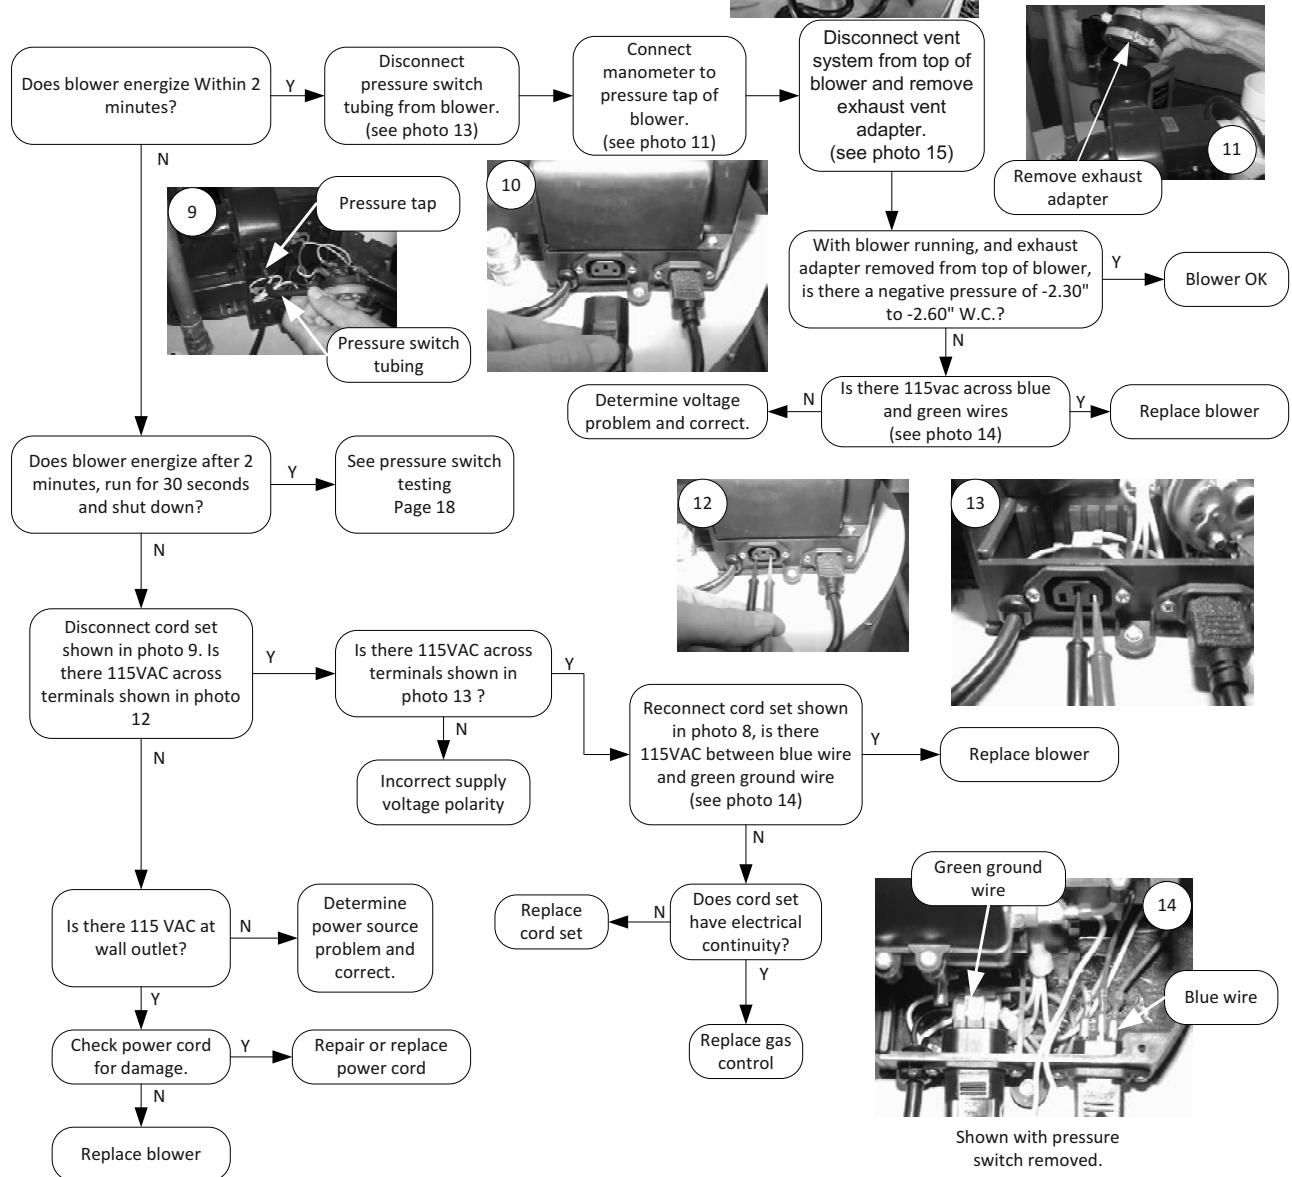 Does blower energize Within 2
minutes?
Y
Disconnect
pressure switch
tubing from blower.
(see photo 13)
Connect
manometer to
pressure tap of
blower.
(see photo 11)
Disconnect vent
system from top of
blower and remove
exhaust vent
adapter.
(see photo 15)
11
Remove exhaust
adapter
N
9
Pressure tap
Pressure switch
tubing
10
With blower running, and exhaust
adapter removed from top of blower,
is there a negative pressure of -2.30"
to -2.60" W.C.?
Y
Blower OK
N
Is there 115vac across blue
and green wires
(see photo 14)
N
Determine voltage
problem and correct.
Y
Replace blower
Does blower energize after 2
minutes, run for 30 seconds
and shut down?
Y
See pressure switch
testing
Page 18
12
13
N
Disconnect cord set
shown in photo 9. Is
there 115VAC across
terminals shown in photo
12
Y
Is there 115VAC across
terminals shown in
photo 13 ?
Y
N
Incorrect supply
voltage polarity
Reconnect cord set shown
in photo 8, is there
115VAC between blue wire
and green ground wire
(see photo 14)
Y
Replace blower
N
N
Does cord set
have electrical
continuity?
N
Replace
cord set
Y
Replace gas
control
Is there 115 VAC at
wall outlet?
N
Determine
power source
problem and
correct.
Y
Check power cord
for damage.
Y
Repair or replace
power cord
N
Replace blower
Green ground
wire
14
Blue wire
Shown with pressure
switch removed.